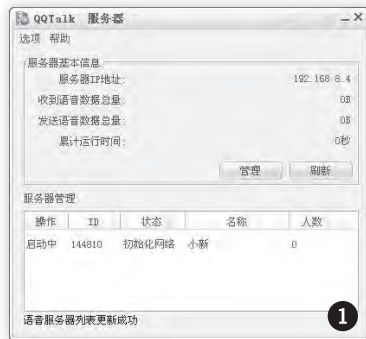 QQTalk 服务器
选项 帮助
服务器基本信息
服务器IP地址: 192.168.8.4
收到语音数据总量: 0B
发送语音数据总量: 0B
累计运行时间: 0秒
管理 刷新
服务器管理
操作 ID 状态 名称 人数
启动中 144810 初始化网络 小新 0
语音服务器列表更新成功
1